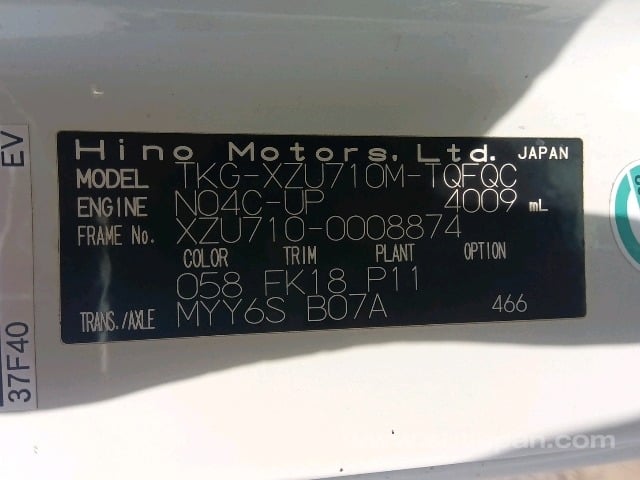 Hino Motors, Ltd. JAPAN
MODEL TKG-XZU710M-TQFQC
ENGINE N04C-UP 4009 mL
FRAME No. XZU710-0008874
COLOR TRIM PLANT OPTION
058 FK18 P11
TRANS./AXLE MYY6S B07A 466
EV
37F40